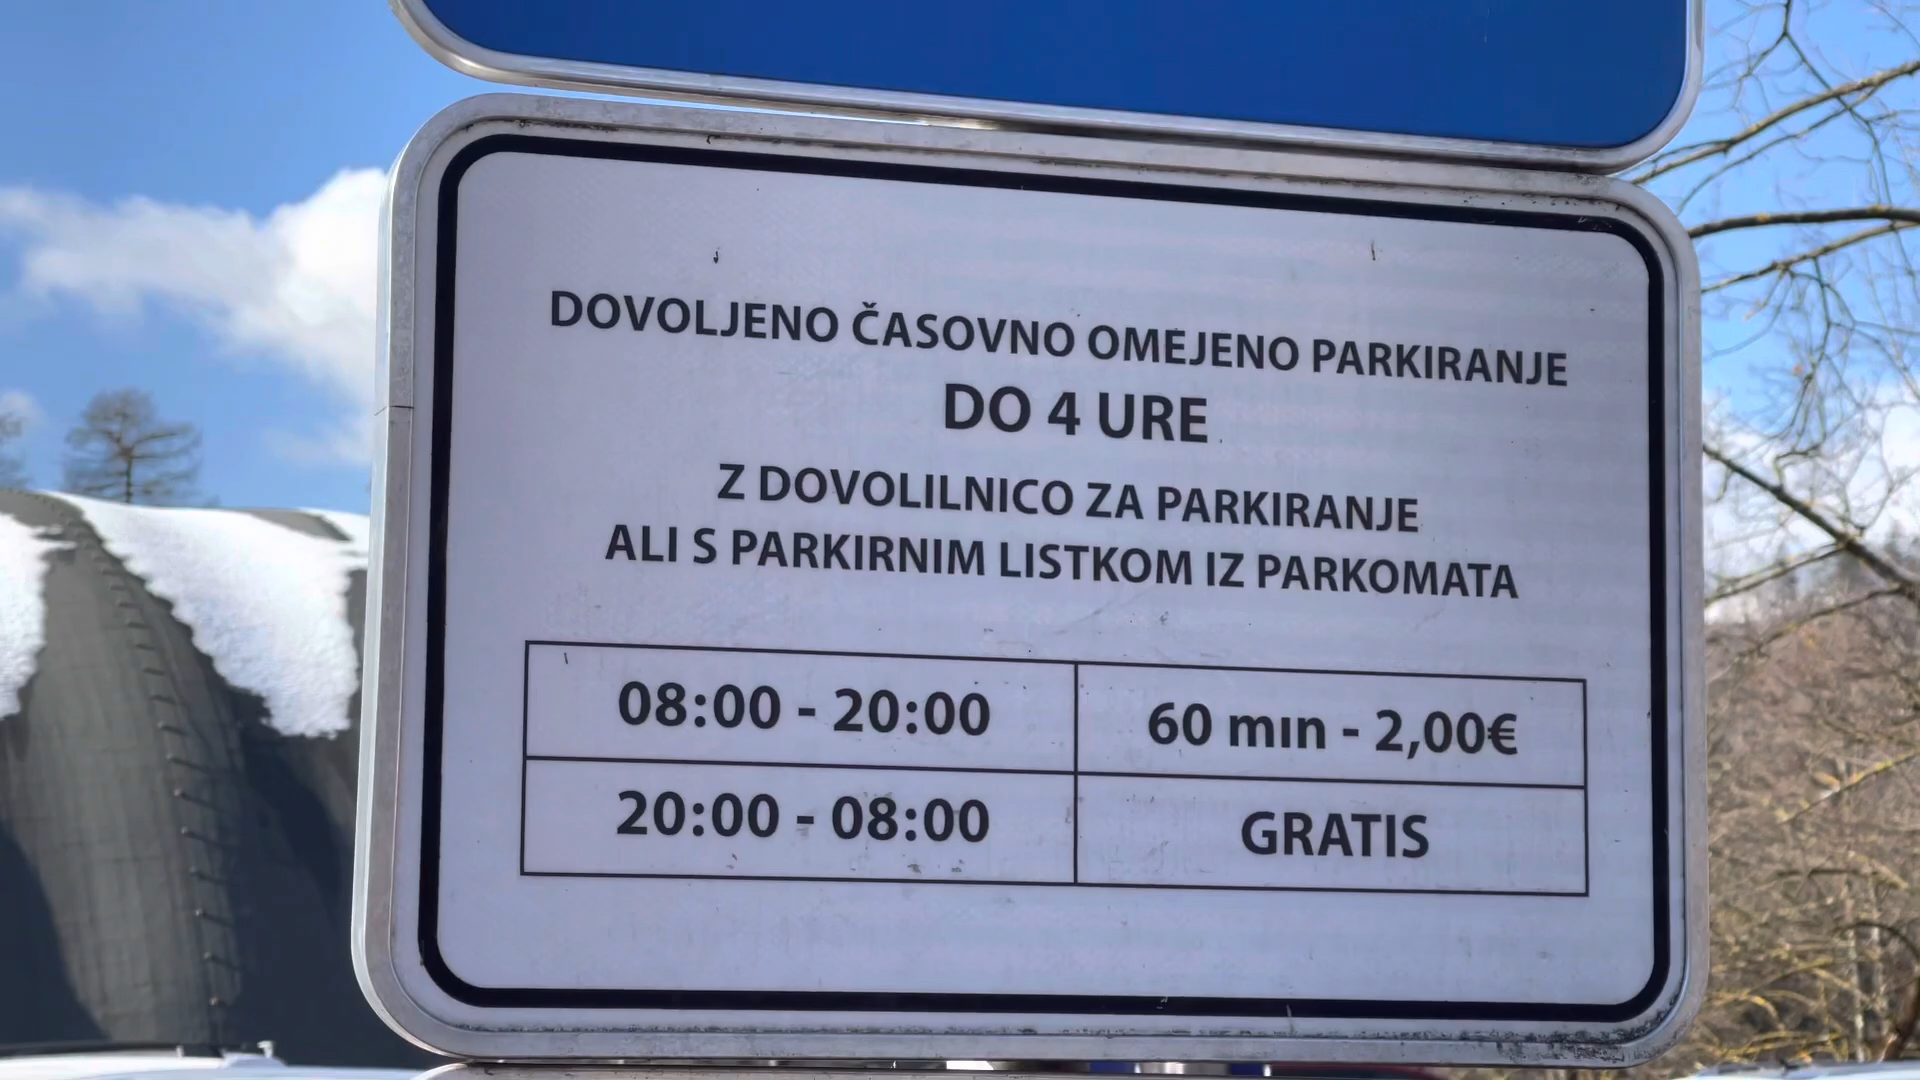 DOVOLJENO ČASOVNO OMEJENO PARKIRANJE
DO 4 URE
Z DOVOLILNICO ZA PARKIRANJE
ALI S PARKIRNIM LISTKOM IZ PARKOMATA
08:00 - 20:00 60 min - 2,00€
20:00 - 08:00 GRATIS